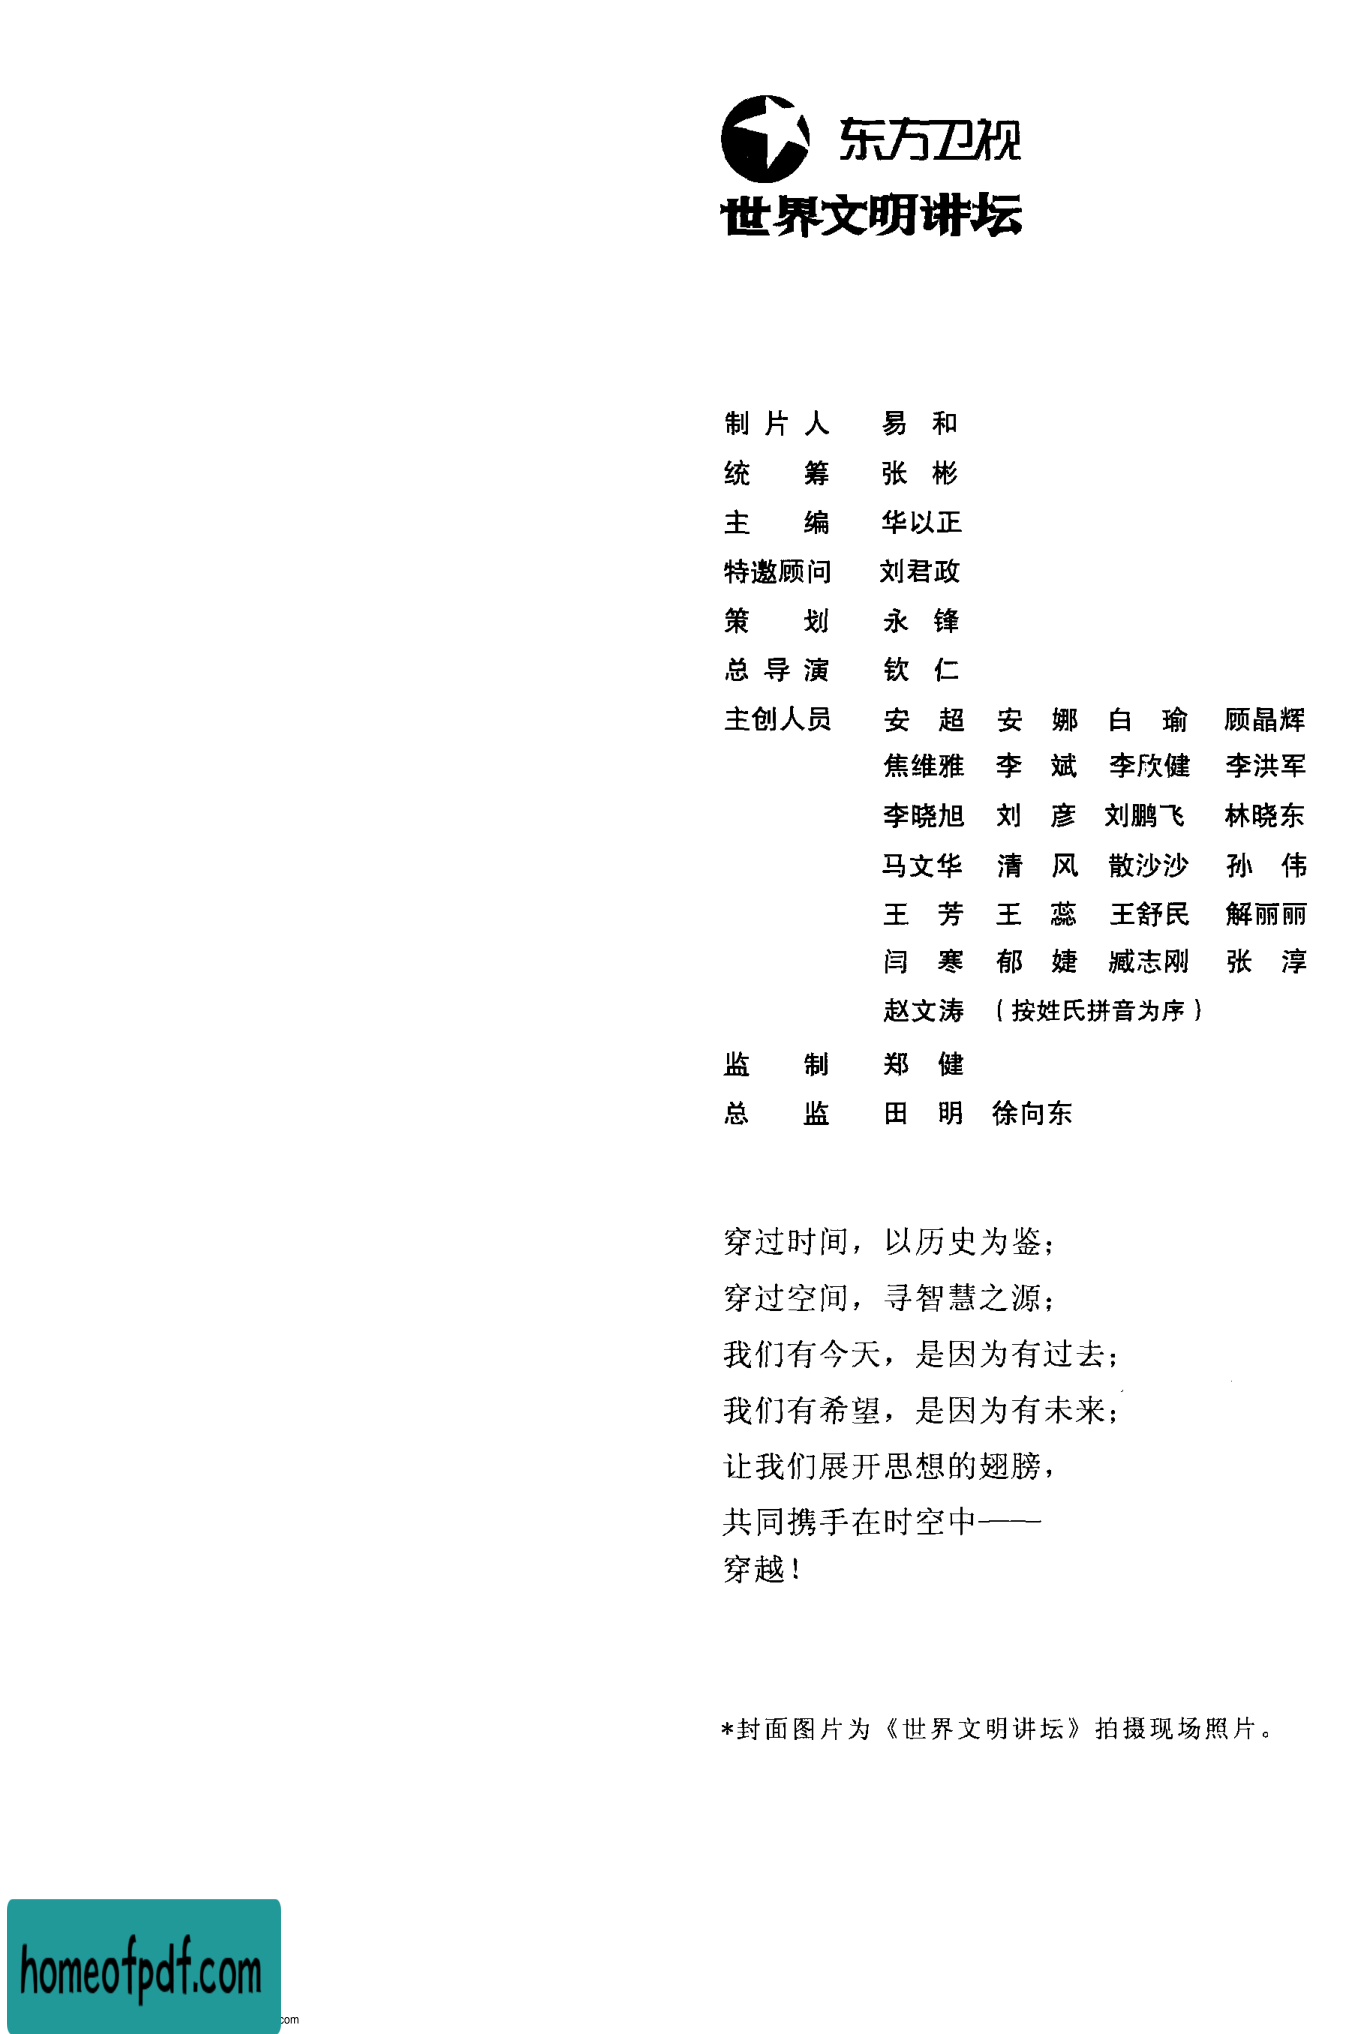 东方卫视
世界文明讲坛
制片人 易和
统筹 张彬
主编 华以正
特邀顾问 刘君政
策划 永锋
总导演 钦仁
主创人员 安超 安娜 白瑜 顾晶辉
焦维雅 李斌 李欣健 李洪军
李晓旭 刘彦 刘鹏飞 林晓东
马文华 清风 散沙沙 孙伟
王芳 王蕊 王舒民 解丽丽
闫寒 郁婕 臧志刚 张淳
赵文涛 (按姓氏拼音为序)
监制 郑健
总监 田明 徐向东
穿过时间，以历史为鉴；
穿过空间，寻智慧之源；
我们有今天，是因为有过去；
我们有希望，是因为有未来；
让我们展开思想的翅膀，
共同携手在时空中——
穿越！
*封面图片为《世界文明讲坛》拍摄现场照片。
homeofpdf.com
com